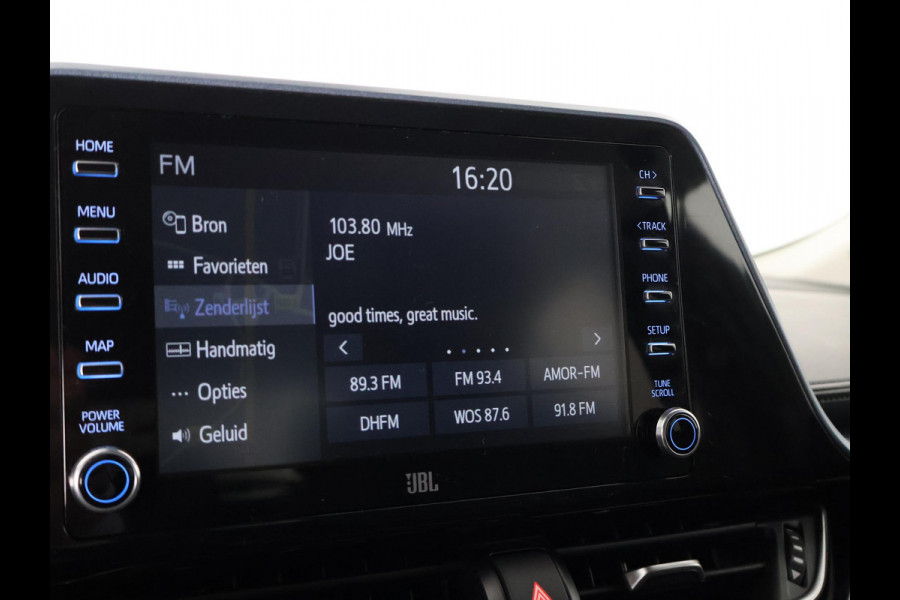 HOME
MENU
AUDIO
MAP
POWER
VOLUME
FM
16:20
Bron
Favorieten
Zenderlijst
Handmatig
Opties
Geluid
103.80 MHz
JOE
good times, great music.
89.3 FM
FM 93.4
AMOR-FM
DHFM
WOS 87.6
91.8 FM
CH >
< TRACK
PHONE
SETUP
TUNE
SCROLL
JBL